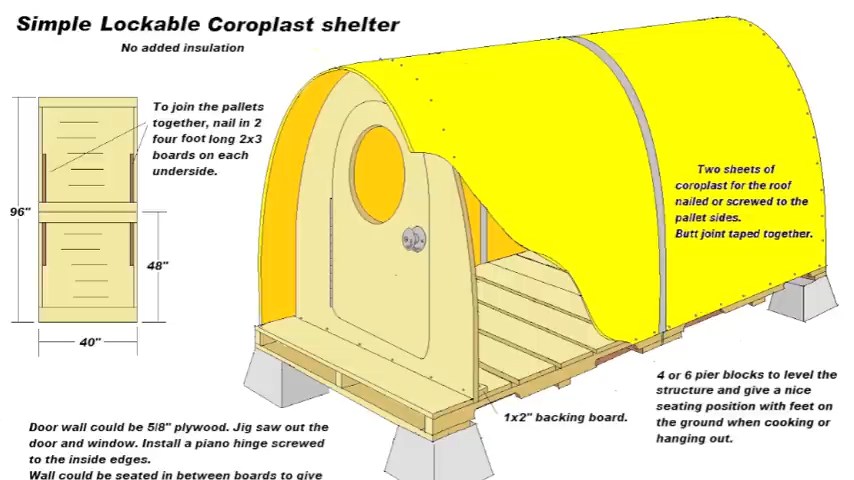 Simple Lockable Coroplast shelter
No added insulation
To join the pallets
together, nail in 2
four foot long 2x3
boards on each
underside.
96"
48"
40"
Two sheets of
coroplast for the roof
nailed or screwed to the
pallet sides.
Butt joint taped together.
4 or 6 pier blocks to level the
structure and give a nice
seating position with feet on
the ground when cooking or
hanging out.
1x2" backing board.
Door wall could be 5/8" plywood. Jig saw out the
door and window. Install a piano hinge screwed
to the inside edges.
Wall could be seated in between boards to give